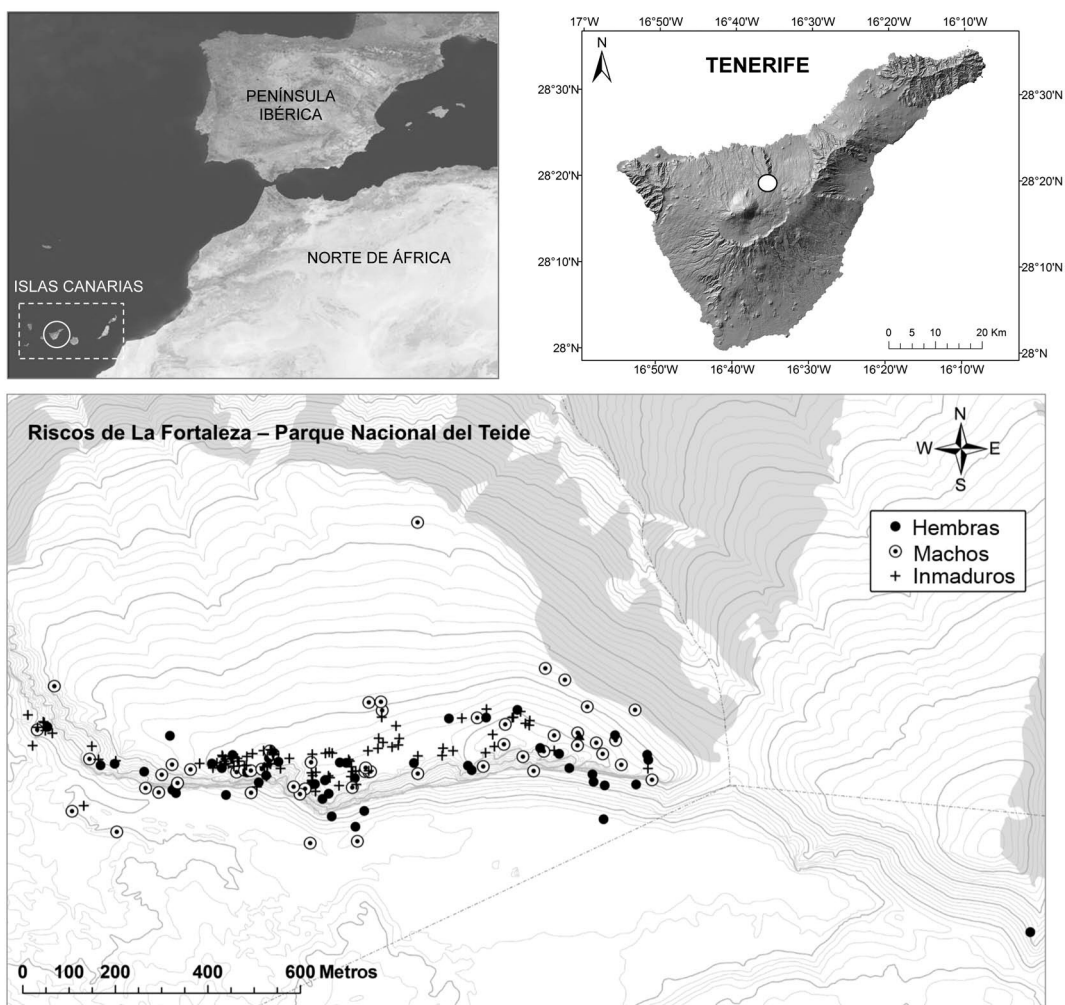 PENÍNSULA
IBÉRICA
NORTE DE ÁFRICA
ISLAS CANARIAS
17°W 16°50'W 16°40'W 16°30'W 16°20'W 16°10'W
N
TENERIFE
28°30'N 28°30'N
28°20'N 28°20'N
28°10'N 28°10'N
28°N 28°N
0 5 10 20 Km
16°50'W 16°40'W 16°30'W 16°20'W 16°10'W
Riscos de La Fortaleza – Parque Nacional del Teide
N
W E
S
Hembras
Machos
Inmaduros
0 100 200 400 600 Metros